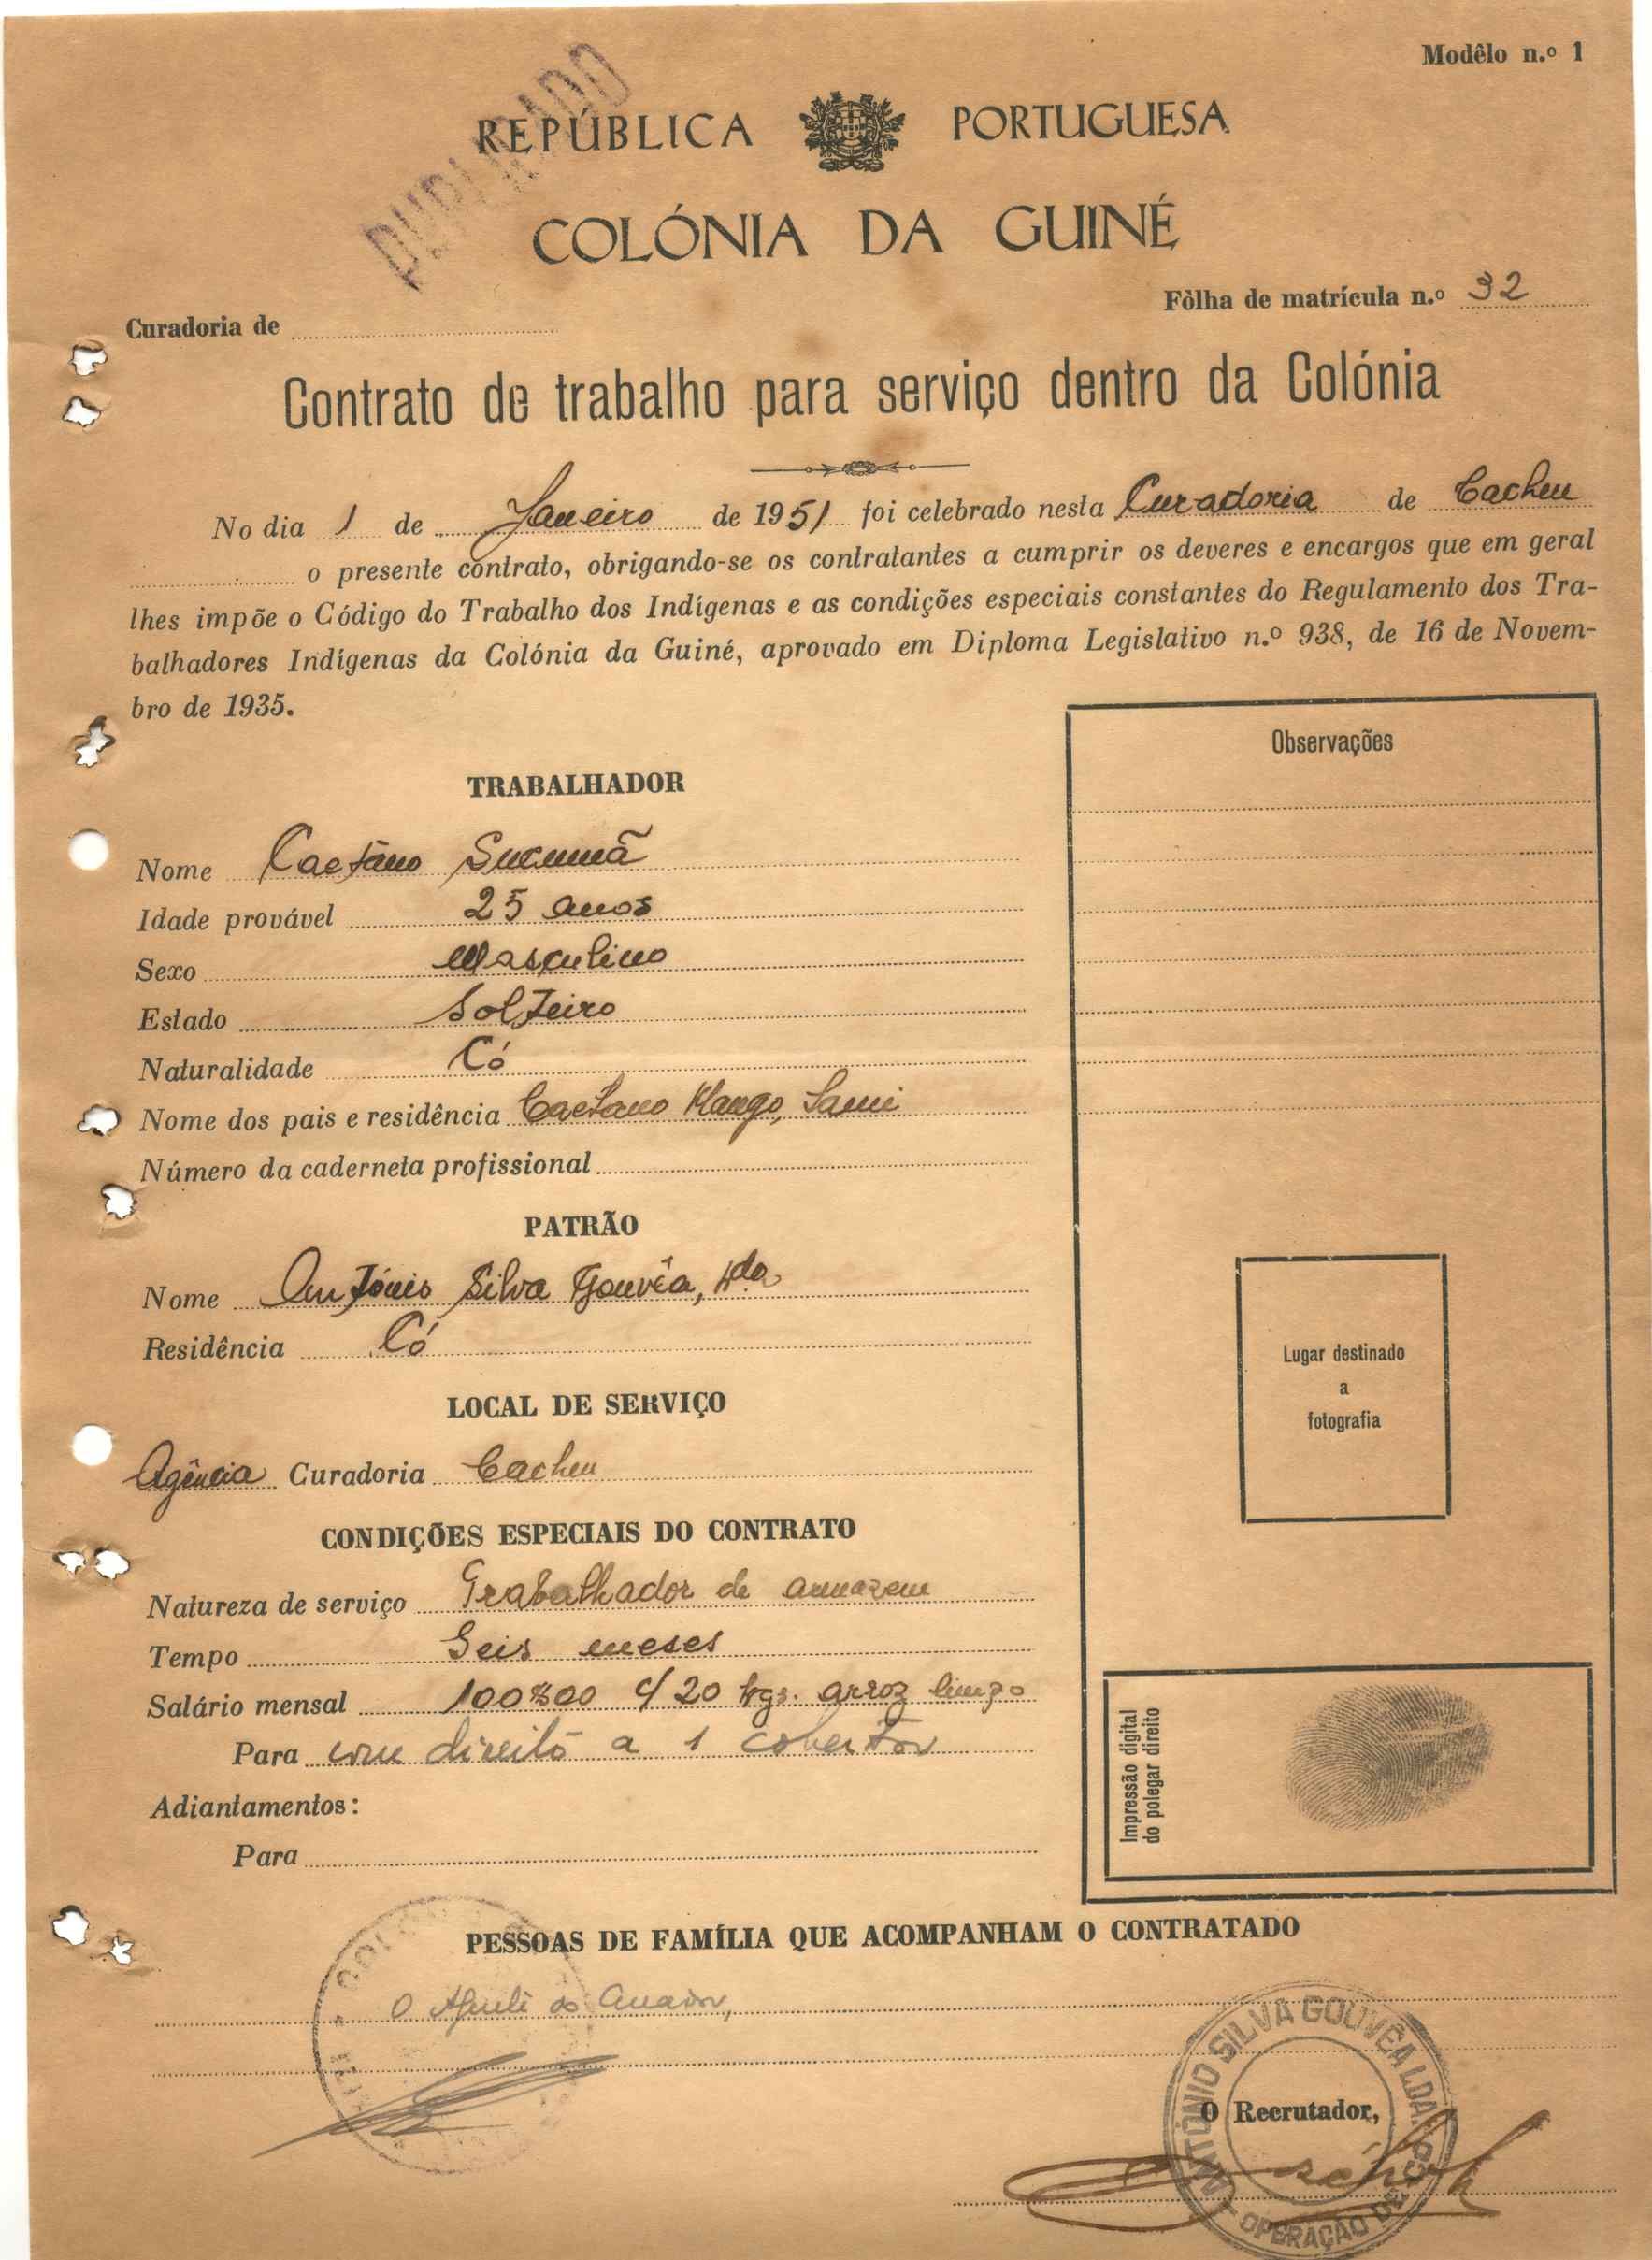 Modêlo n.º 1
DUPLICADO
REPÚBLICA PORTUGUESA
COLÓNIA DA GUINÉ
Fôlha de matrícula n.º 32
Curadoria de
Contrato de trabalho para serviço dentro da Colónia
No dia 1 de Janeiro de 1951 foi celebrado nesta Curadoria de Cacheu
o presente contrato, obrigando-se os contratantes a cumprir os deveres e encargos que em geral
lhes impõe o Código do Trabalho dos Indígenas e as condições especiais constantes do Regulamento dos Tra-
balhadores Indígenas da Colónia da Guiné, aprovado em Diploma Legislativo n.º 938, de 16 de Novem-
bro de 1935.
Observações
TRABALHADOR
Nome Caetano
Idade provável 25 anos
Sexo Masculino
Estado Solteiro
Naturalidade Có
Nome dos pais e residência Caetano
Número da caderneta profissional
PATRÃO
Nome António Silva Gouvêa, Lda
Residência Có
LOCAL DE SERVIÇO
Agência Curadoria Cacheu
Lugar destinado
a
fotografia
CONDIÇÕES ESPECIAIS DO CONTRATO
Natureza de serviço Trabalhador de armazem
Tempo Seis meses
Salário mensal 100$00 c/20 kgs. arroz limpo
Para com direito a 1 cobertor
Adiantamentos:
Para
Impressão digital
do polegar direito
PESSOAS DE FAMÍLIA QUE ACOMPANHAM O CONTRATADO
O Agente do Curador,
ANTÓNIO SILVA GOUVÊA LDA.
O Recrutador,
OPERAÇÃO DE CÓ